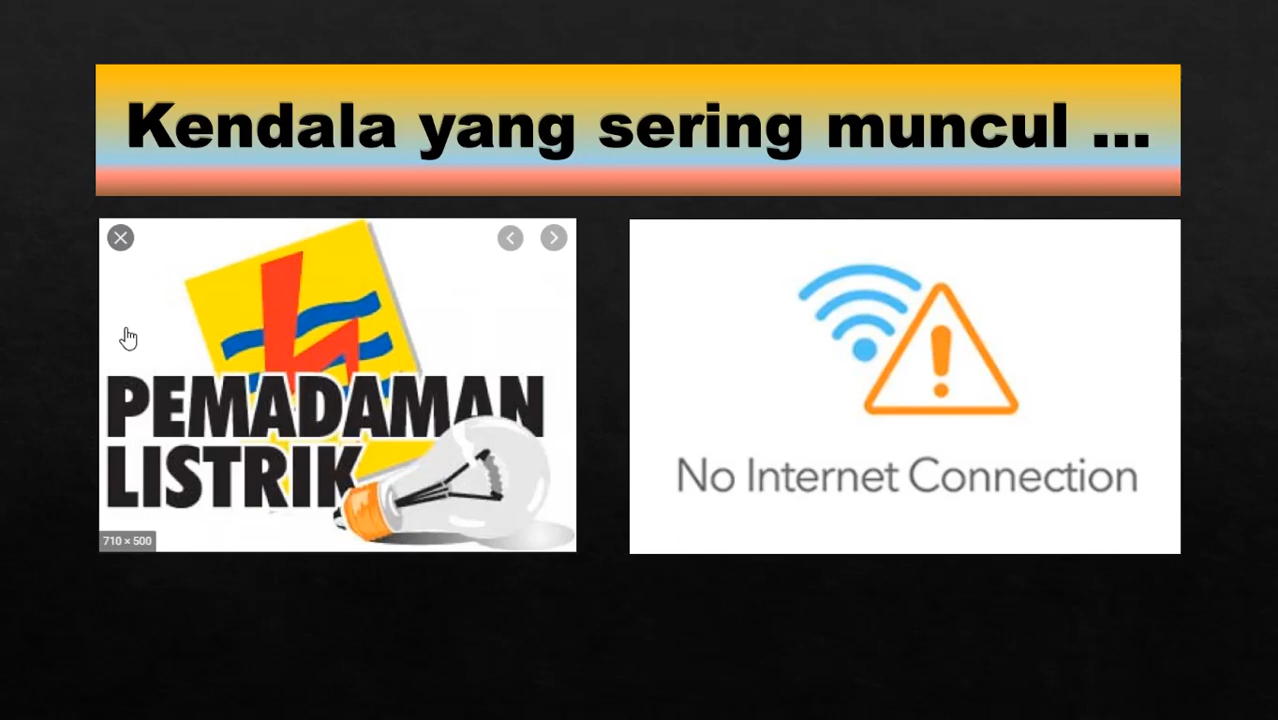 Kendala yang sering muncul ...
PEMADAMAN
LISTRIK
710 × 500
No Internet Connection